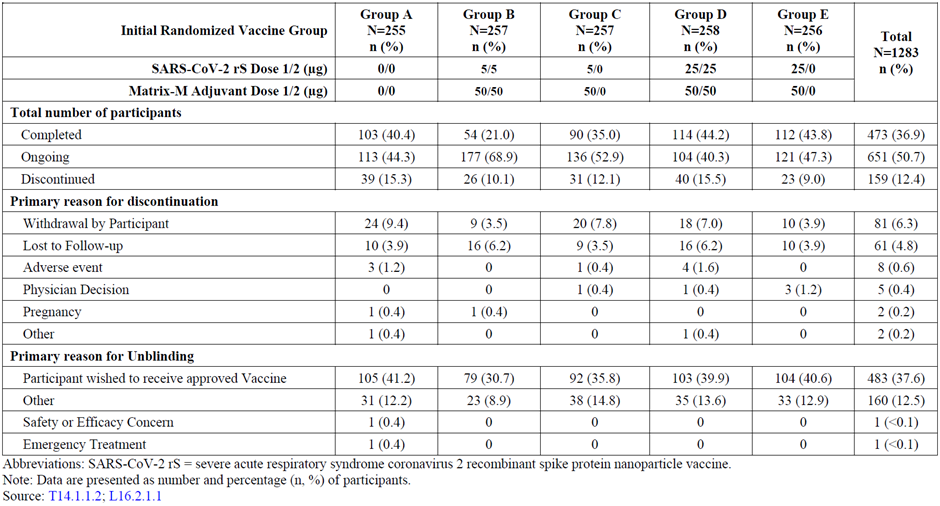 Initial Randomized Vaccine Group Group A N=255 n (%) Group B N=257 n (%) Group C N=257 n (%) Group D N=258 n (%) Group E N=256 n (%) Total N=1283 n (%)
SARS-CoV-2 rS Dose 1/2 (µg) 0/0 5/5 5/0 25/25 25/0
Matrix-M Adjuvant Dose 1/2 (µg) 0/0 50/50 50/0 50/50 50/0
Total number of participants
Completed 103 (40.4) 54 (21.0) 90 (35.0) 114 (44.2) 112 (43.8) 473 (36.9)
Ongoing 113 (44.3) 177 (68.9) 136 (52.9) 104 (40.3) 121 (47.3) 651 (50.7)
Discontinued 39 (15.3) 26 (10.1) 31 (12.1) 40 (15.5) 23 (9.0) 159 (12.4)
Primary reason for discontinuation
Withdrawal by Participant 24 (9.4) 9 (3.5) 20 (7.8) 18 (7.0) 10 (3.9) 81 (6.3)
Lost to Follow-up 10 (3.9) 16 (6.2) 9 (3.5) 16 (6.2) 10 (3.9) 61 (4.8)
Adverse event 3 (1.2) 0 1 (0.4) 4 (1.6) 0 8 (0.6)
Physician Decision 0 0 1 (0.4) 1 (0.4) 3 (1.2) 5 (0.4)
Pregnancy 1 (0.4) 1 (0.4) 0 0 0 2 (0.2)
Other 1 (0.4) 0 0 1 (0.4) 0 2 (0.2)
Primary reason for Unblinding
Participant wished to receive approved Vaccine 105 (41.2) 79 (30.7) 92 (35.8) 103 (39.9) 104 (40.6) 483 (37.6)
Other 31 (12.2) 23 (8.9) 38 (14.8) 35 (13.6) 33 (12.9) 160 (12.5)
Safety or Efficacy Concern 1 (0.4) 0 0 0 0 1 (<0.1)
Emergency Treatment 1 (0.4) 0 0 0 0 1 (<0.1)
Abbreviations: SARS-CoV-2 rS = severe acute respiratory syndrome coronavirus 2 recombinant spike protein nanoparticle vaccine.
Note: Data are presented as number and percentage (n, %) of participants.
Source: T14.1.1.2; L16.2.1.1